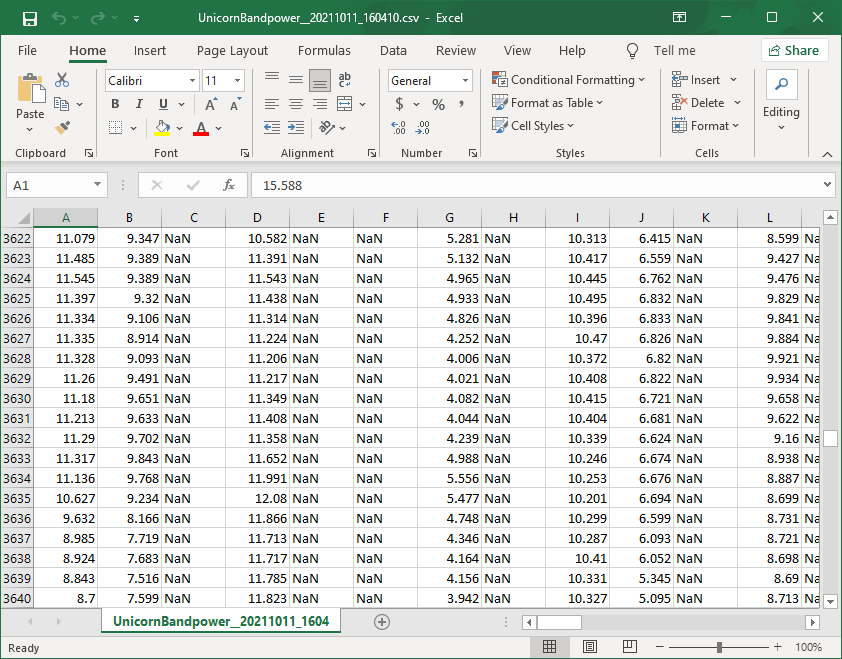 UnicornBandpower__20211011_160410.csv - Excel
File Home Insert Page Layout Formulas Data Review View Help Tell me Share
Paste Calibri 11 General Conditional Formatting Insert
B I U A A ab $ % , Format as Table Delete Editing
A .00 .00 Cell Styles Format
Clipboard Font Alignment Number Styles Cells
A1 fx 15.588
A B C D E F G H I J K L
3622 11.079 9.347 NaN 10.582 NaN NaN 5.281 NaN 10.313 6.415 NaN 8.599 Na
3623 11.485 9.389 NaN 11.391 NaN NaN 5.132 NaN 10.417 6.559 NaN 9.427 Na
3624 11.545 9.389 NaN 11.543 NaN NaN 4.965 NaN 10.445 6.762 NaN 9.476 Na
3625 11.397 9.32 NaN 11.438 NaN NaN 4.933 NaN 10.495 6.832 NaN 9.829 Na
3626 11.334 9.106 NaN 11.314 NaN NaN 4.826 NaN 10.396 6.833 NaN 9.841 Na
3627 11.335 8.914 NaN 11.224 NaN NaN 4.252 NaN 10.47 6.826 NaN 9.884 Na
3628 11.328 9.093 NaN 11.206 NaN NaN 4.006 NaN 10.372 6.82 NaN 9.921 Na
3629 11.26 9.491 NaN 11.217 NaN NaN 4.021 NaN 10.408 6.822 NaN 9.934 Na
3630 11.18 9.651 NaN 11.349 NaN NaN 4.082 NaN 10.415 6.721 NaN 9.658 Na
3631 11.213 9.633 NaN 11.408 NaN NaN 4.044 NaN 10.404 6.681 NaN 9.622 Na
3632 11.29 9.702 NaN 11.358 NaN NaN 4.239 NaN 10.339 6.624 NaN 9.16 Na
3633 11.317 9.843 NaN 11.652 NaN NaN 4.988 NaN 10.246 6.674 NaN 8.938 Na
3634 11.136 9.768 NaN 11.991 NaN NaN 5.556 NaN 10.253 6.676 NaN 8.887 Na
3635 10.627 9.234 NaN 12.08 NaN NaN 5.477 NaN 10.201 6.694 NaN 8.699 Na
3636 9.632 8.166 NaN 11.866 NaN NaN 4.748 NaN 10.299 6.599 NaN 8.731 Na
3637 8.985 7.719 NaN 11.713 NaN NaN 4.346 NaN 10.287 6.093 NaN 8.721 Na
3638 8.924 7.683 NaN 11.717 NaN NaN 4.164 NaN 10.41 6.052 NaN 8.698 Na
3639 8.843 7.516 NaN 11.785 NaN NaN 4.156 NaN 10.331 5.345 NaN 8.69 Na
3640 8.7 7.599 NaN 11.823 NaN NaN 3.942 NaN 10.327 5.095 NaN 8.713 Na
UnicornBandpower__20211011_1604
Ready 100%